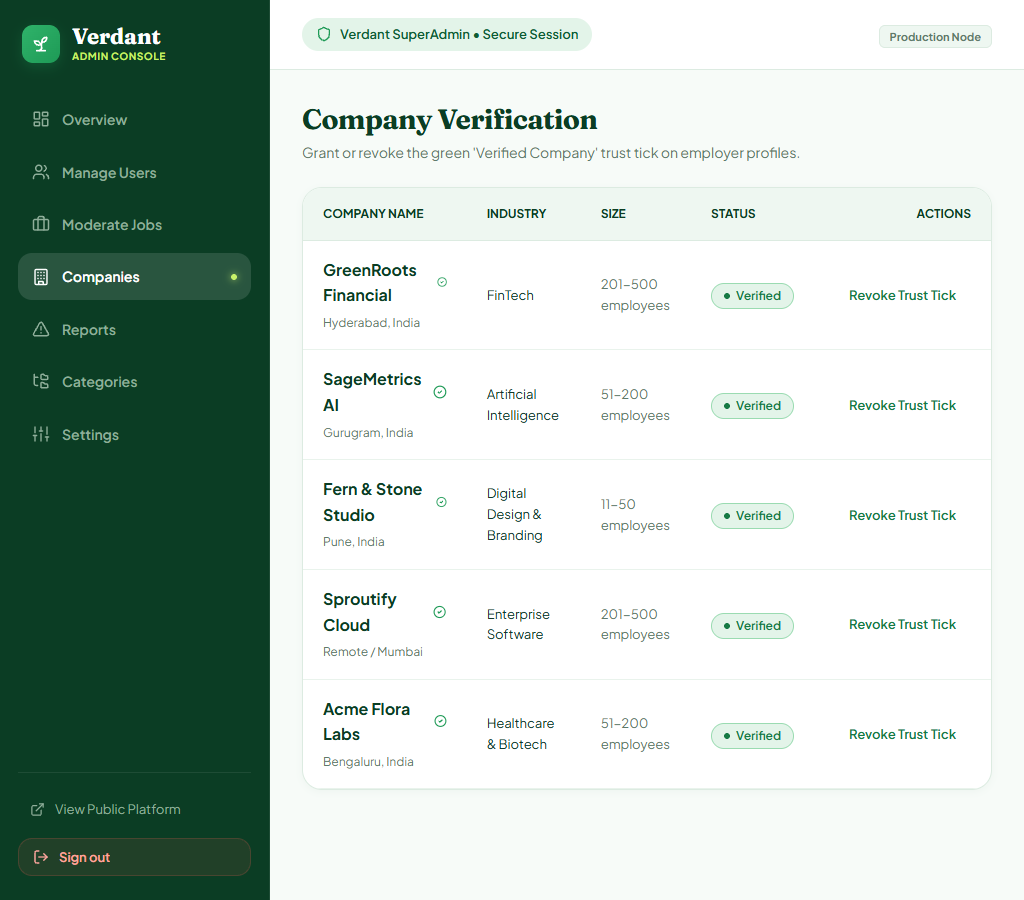 Verdant
ADMIN CONSOLE
Overview
Manage Users
Moderate Jobs
Companies
Reports
Categories
Settings
View Public Platform
Sign out
Verdant SuperAdmin • Secure Session
Production Node
Company Verification
Grant or revoke the green 'Verified Company' trust tick on employer profiles.
COMPANY NAME INDUSTRY SIZE STATUS ACTIONS
GreenRoots
Financial
Hyderabad, India
FinTech
201–500
employees
Verified
Revoke Trust Tick
SageMetrics
AI
Gurugram, India
Artificial
Intelligence
51–200
employees
Verified
Revoke Trust Tick
Fern & Stone
Studio
Pune, India
Digital
Design &
Branding
11–50
employees
Verified
Revoke Trust Tick
Sproutify
Cloud
Remote / Mumbai
Enterprise
Software
201–500
employees
Verified
Revoke Trust Tick
Acme Flora
Labs
Bengaluru, India
Healthcare
& Biotech
51–200
employees
Verified
Revoke Trust Tick